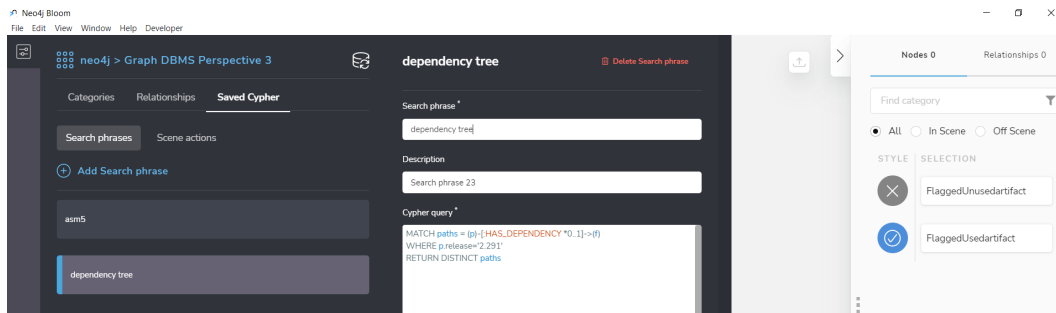 Neo4j Bloom
File Edit View Window Help Developer
neo4j > Graph DBMS Perspective 3
Categories Relationships Saved Cypher
Search phrases Scene actions
Add Search phrase
asm5
dependency tree
dependency tree
Delete Search phrase
Search phrase *
dependency tree
Description
Search phrase 23
Cypher query *
MATCH paths = (p)-[:HAS_DEPENDENCY *0..1]->(f)
WHERE p.release='2.291'
RETURN DISTINCT paths
Nodes 0 Relationships 0
Find category
All In Scene Off Scene
STYLE SELECTION
FlaggedUnusedartifact
FlaggedUsedartifact